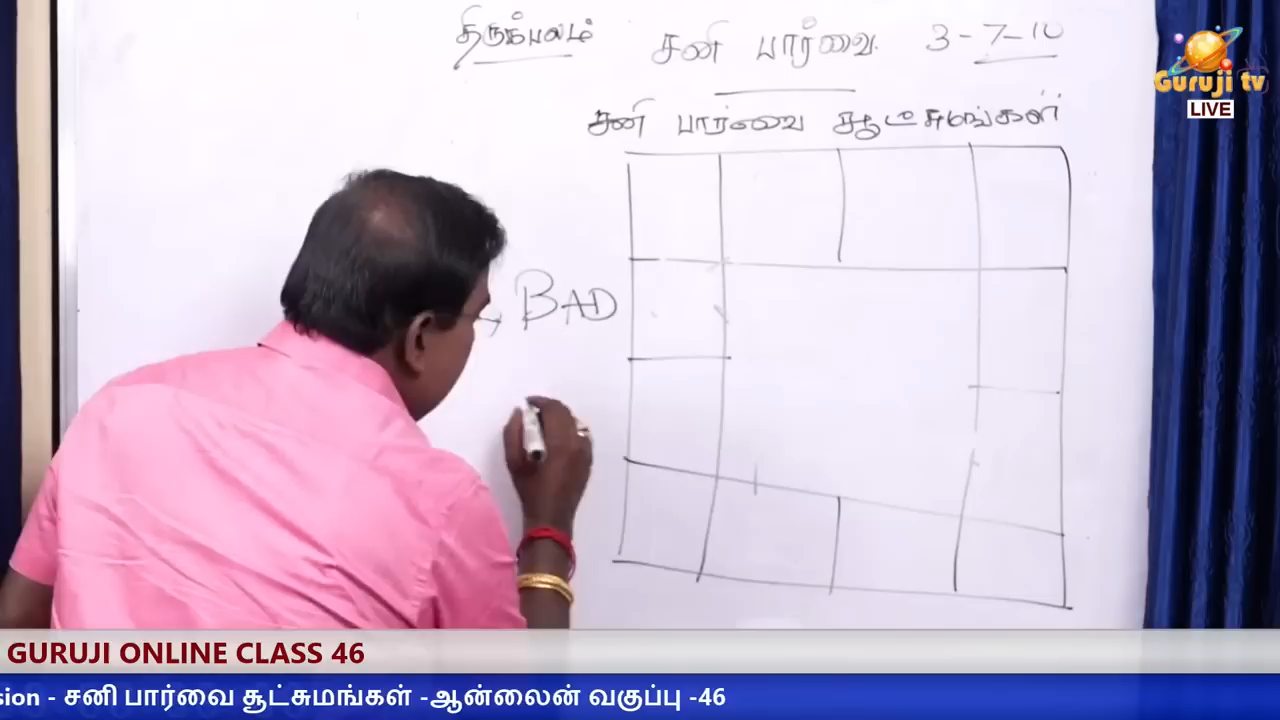 திருக்பலம்
சனி பார்வை 3-7-10
சனி பார்வை சூட்சுமங்கள்
→ BAD
Guruji tv
LIVE
GURUJI ONLINE CLASS 46
sion - சனி பார்வை சூட்சுமங்கள் -ஆன்லைன் வகுப்பு -46